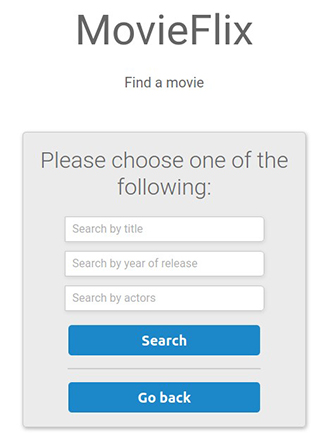 MovieFlix
Find a movie
Please choose one of the
following:
Search by title
Search by year of release
Search by actors
Search
Go back